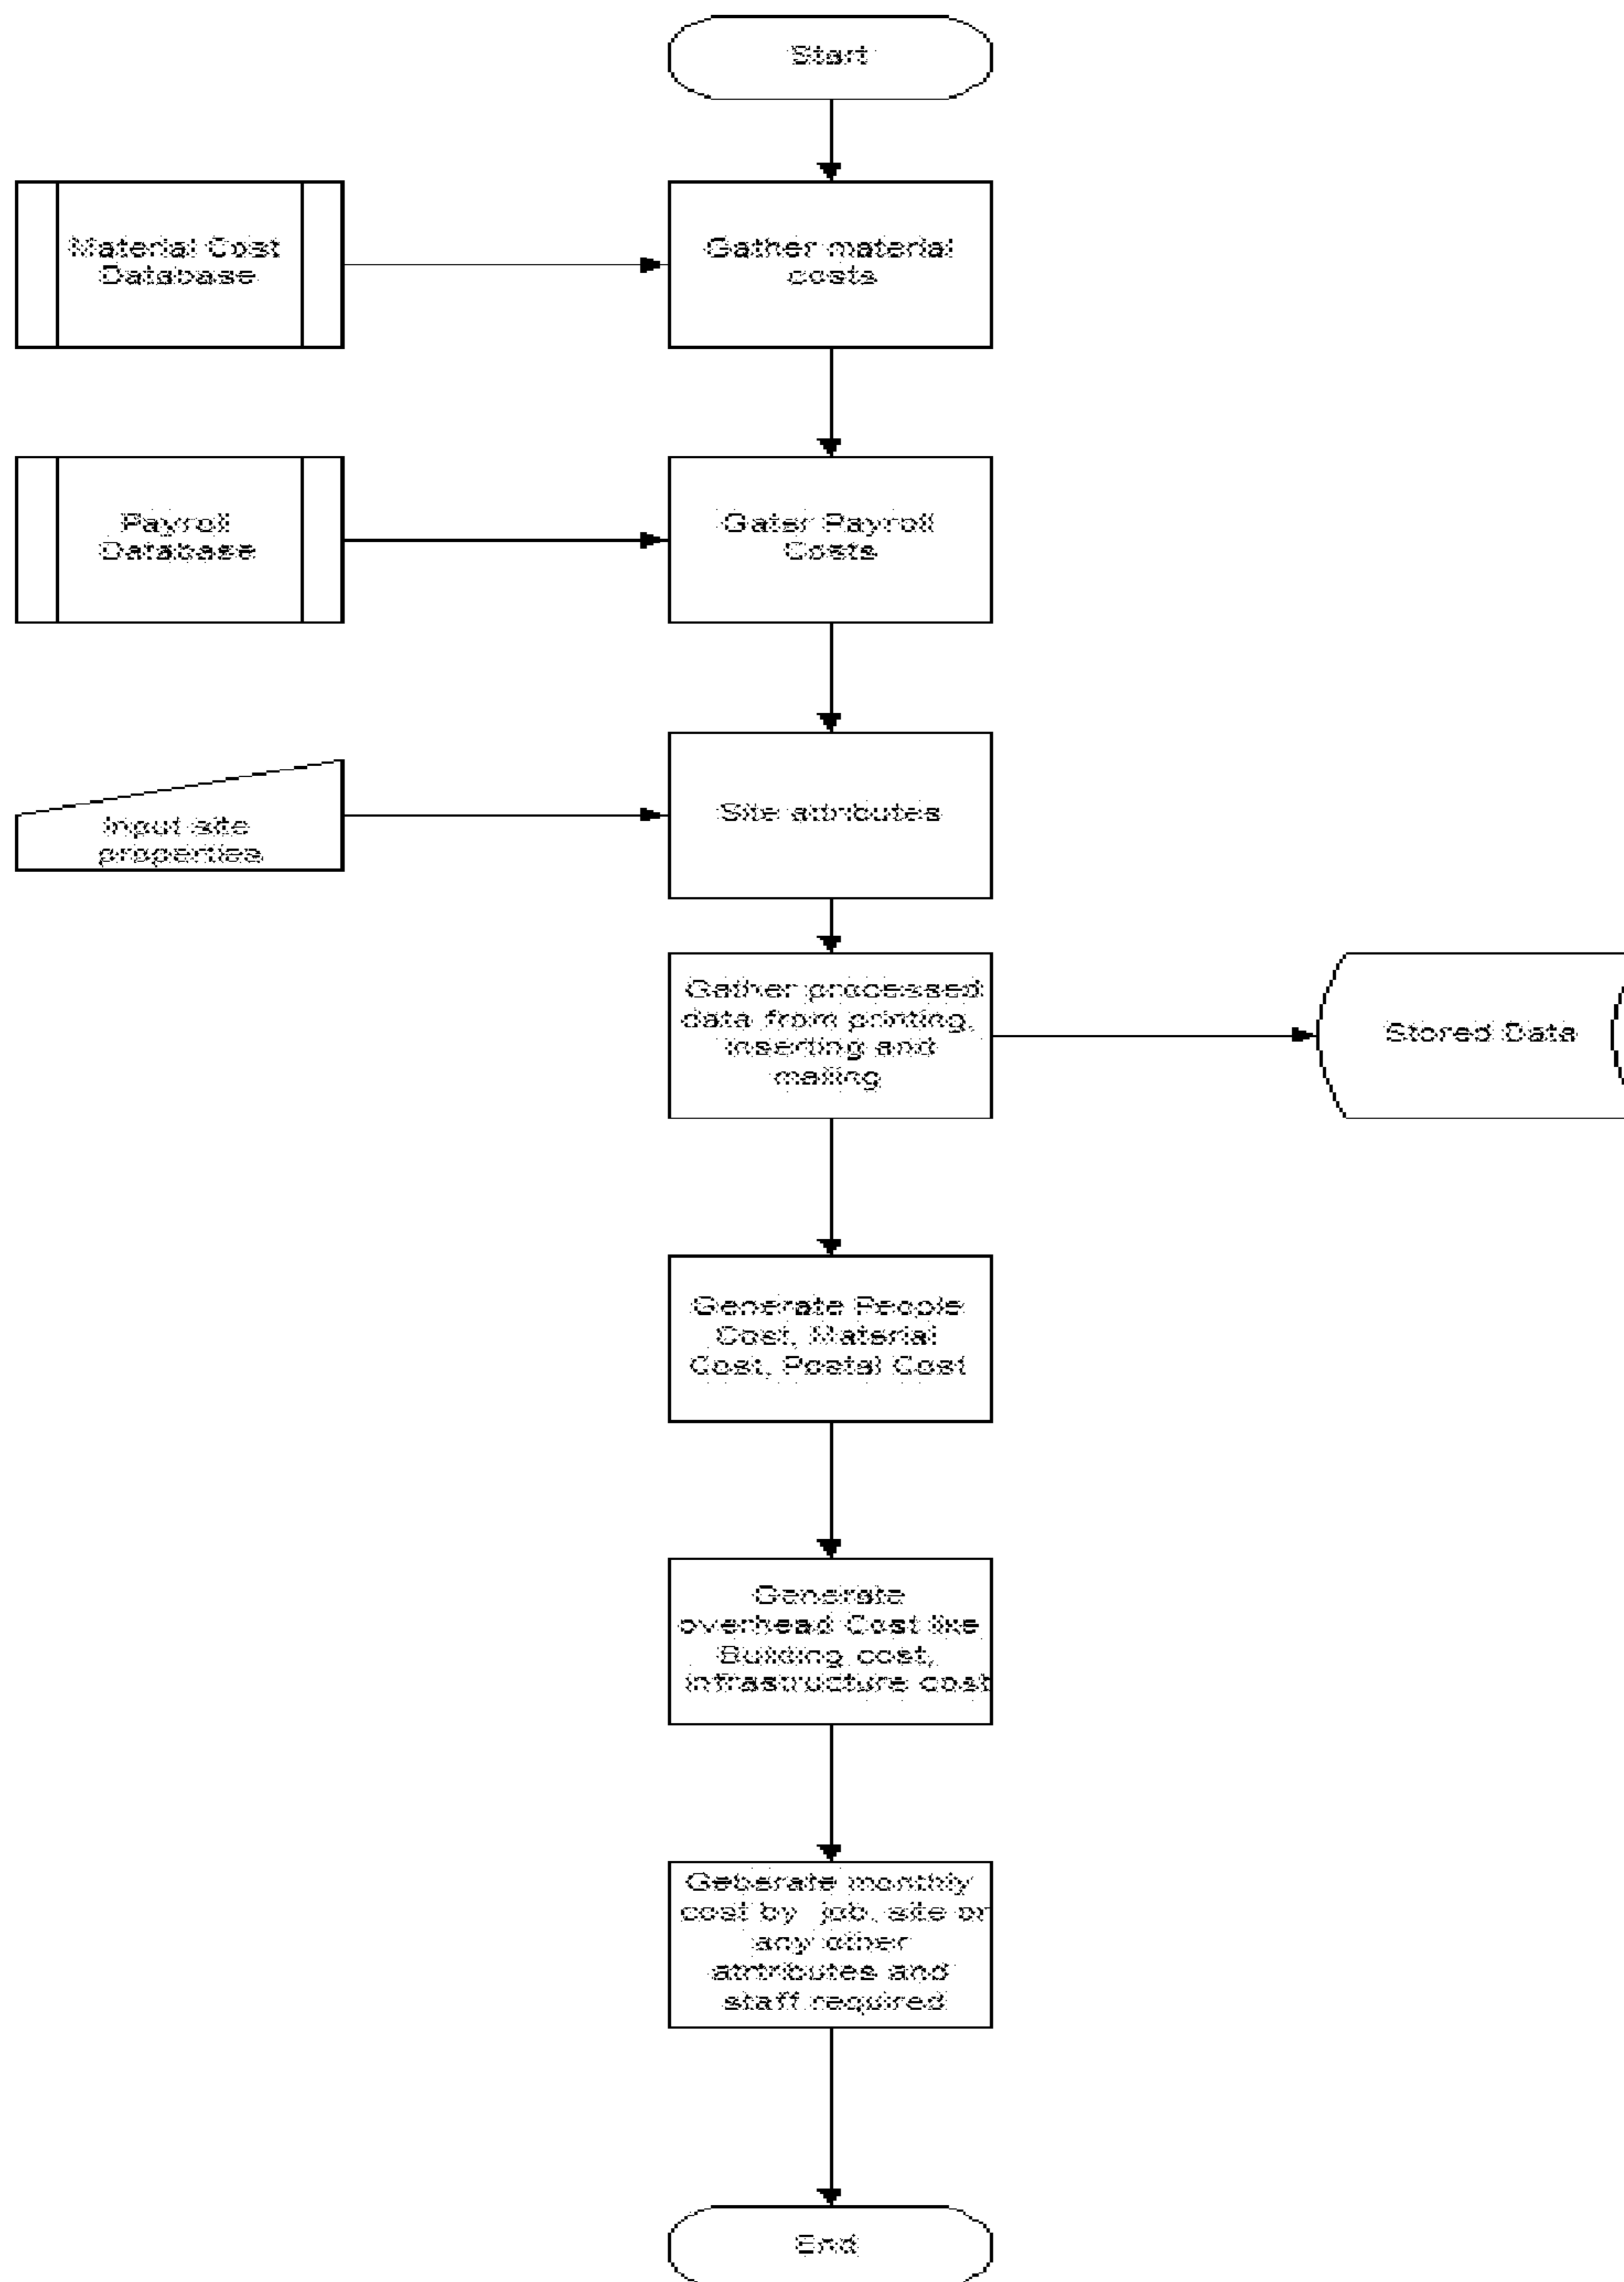 Start
Material Cost
Database
Gather material
costs
Payroll
Database
Gater Payroll
Costs
Input site
properties
Site attributes
Gather processed
data from printing,
inserting and
mailing
Stored Data
Generate People
Cost, Material
Cost, Postal Cost
Generate
overhead Cost like
Building cost,
infrastructure cost
Gebarate monthly
cost by job, site or
any other
attributes and
staff required
End